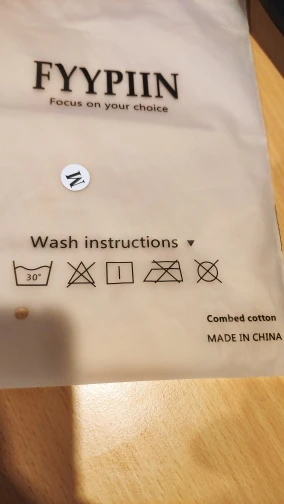 FYYPIIN
Focus on your choice
M
Wash instructions ▼
30°
Combed cotton
MADE IN CHINA